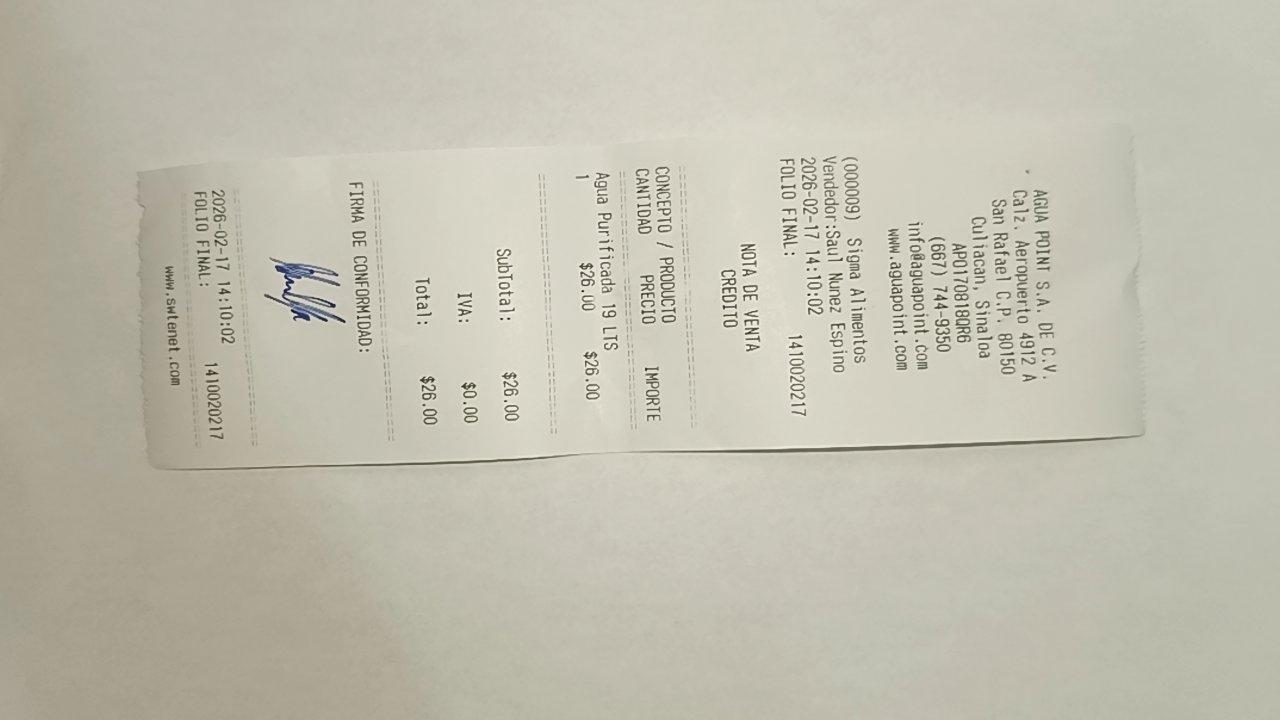 AGUA POINT S.A. DE C.V.
Calz. Aeropuerto 4912 A
San Rafael C.P. 80150
Culiacan, Sinaloa
APO170818QR6
(667) 744-9350
info@aguapoint.com
www.aguapoint.com
(000009) Sigma Alimentos
Vendedor:Saul Nunez Espino
2026-02-17 14:10:02
FOLIO FINAL: 1410020217
NOTA DE VENTA
CREDITO
CONCEPTO / PRODUCTO
CANTIDAD PRECIO IMPORTE
Agua Purificada 19 LTS
1 $26.00 $26.00
SubTotal: $26.00
IVA: $0.00
Total: $26.00
FIRMA DE CONFORMIDAD:
2026-02-17 14:10:02
FOLIO FINAL: 1410020217
www.swtenet.com